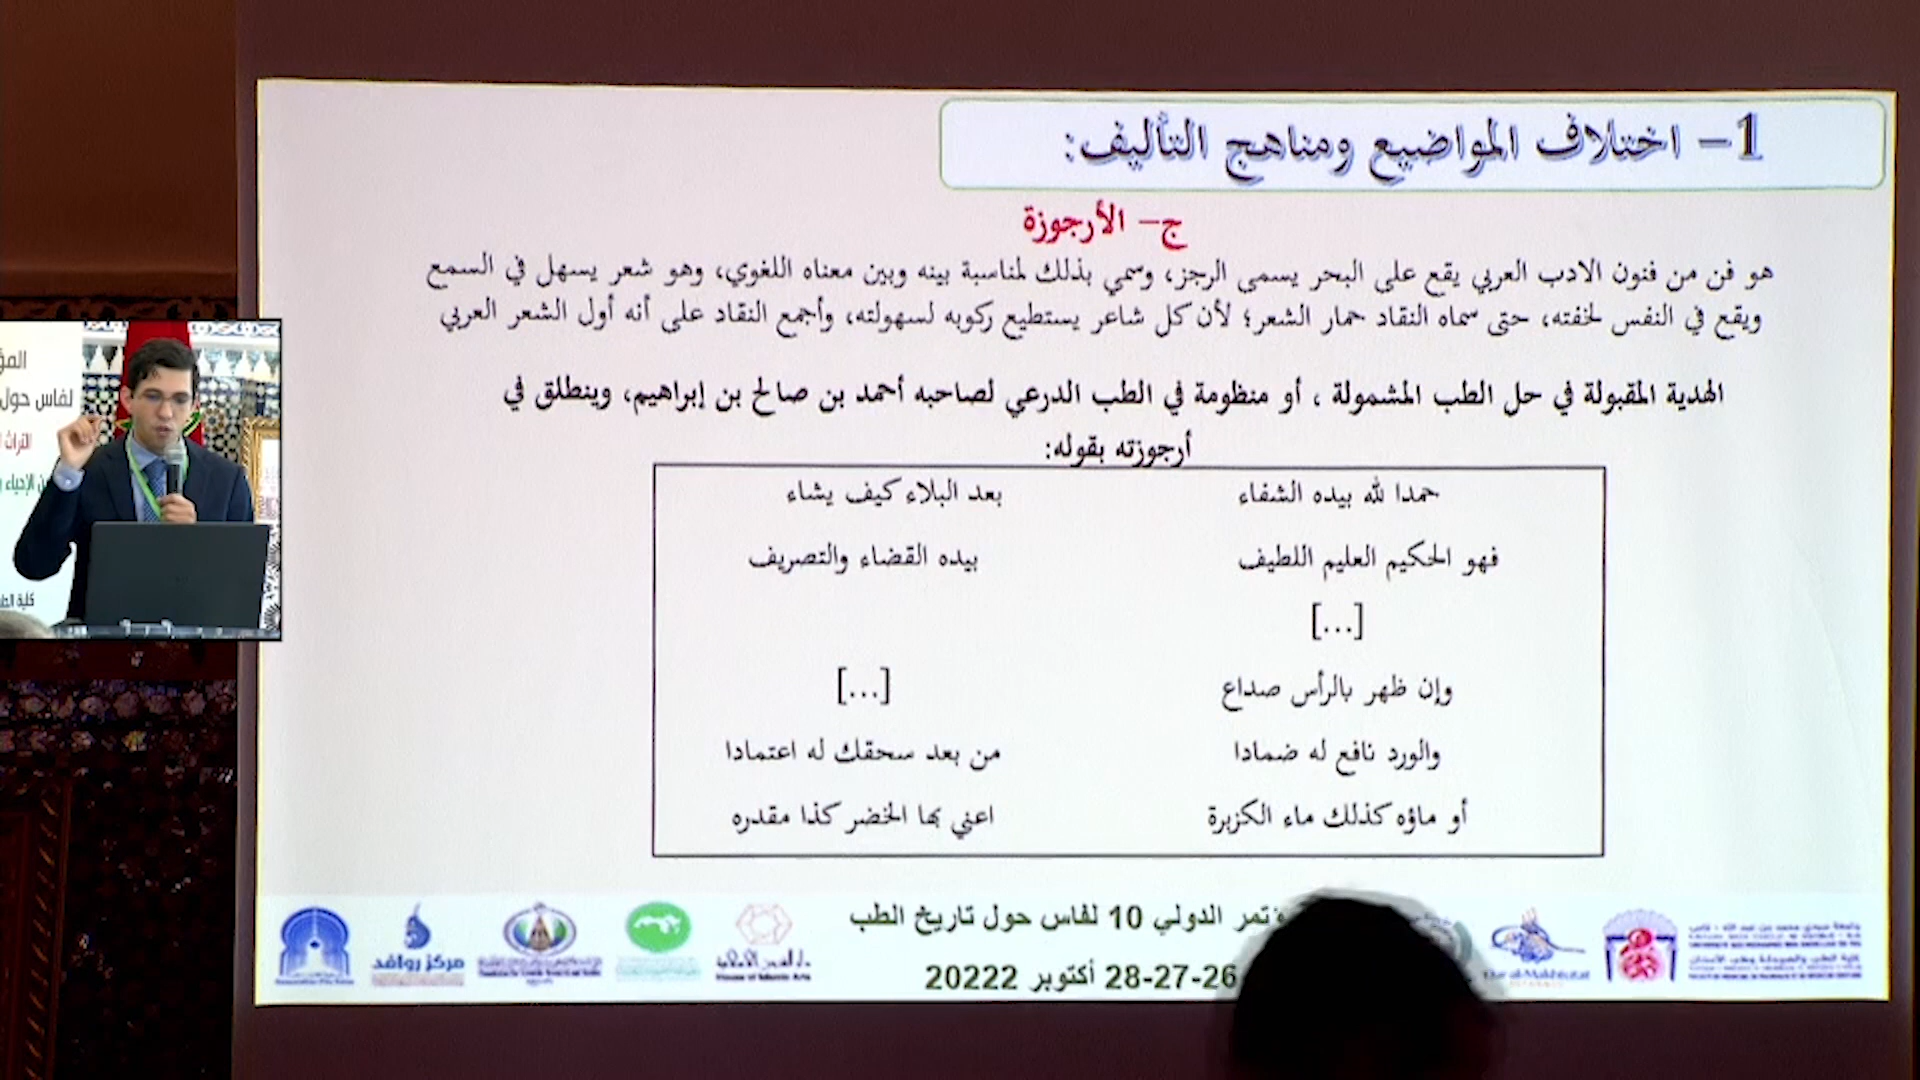 1- اختلاف المواضيع ومناهج التأليف:
ج- الأرجوزة
هو فن من فنون الادب العربي يقع على البحر يسمى الرجز، وسمي بذلك لمناسبة بينه وبين معناه اللغوي، وهو شعر يسهل في السمع
ويقع في النفس لخفته، حتى سماه النقاد حمار الشعر؛ لأن كل شاعر يستطيع ركوبه لسهولته، وأجمع النقاد على أنه أول الشعر العربي
الهدية المقبولة في حل الطب المشمولة ، أو منظومة في الطب الدرعي لصاحبه أحمد بن صالح بن إبراهيم، وينطلق في
أرجوزته بقوله:
حمدا لله بيده الشفاء بعد البلاء كيف يشاء
فهو الحكيم العليم اللطيف بيده القضاء والتصريف
[...]
وإن ظهر بالرأس صداع [...]
والورد نافع له ضمادا من بعد سحقك له اعتمادا
أو ماؤه كذلك ماء الكزبرة اعني بها الخضر كذا مقدره
الدولي 10 لفاس حول تاريخ الطب
26-27-28 أكتوبر 20222
مركز روافد
House of Islamic Arts
لفاس حول